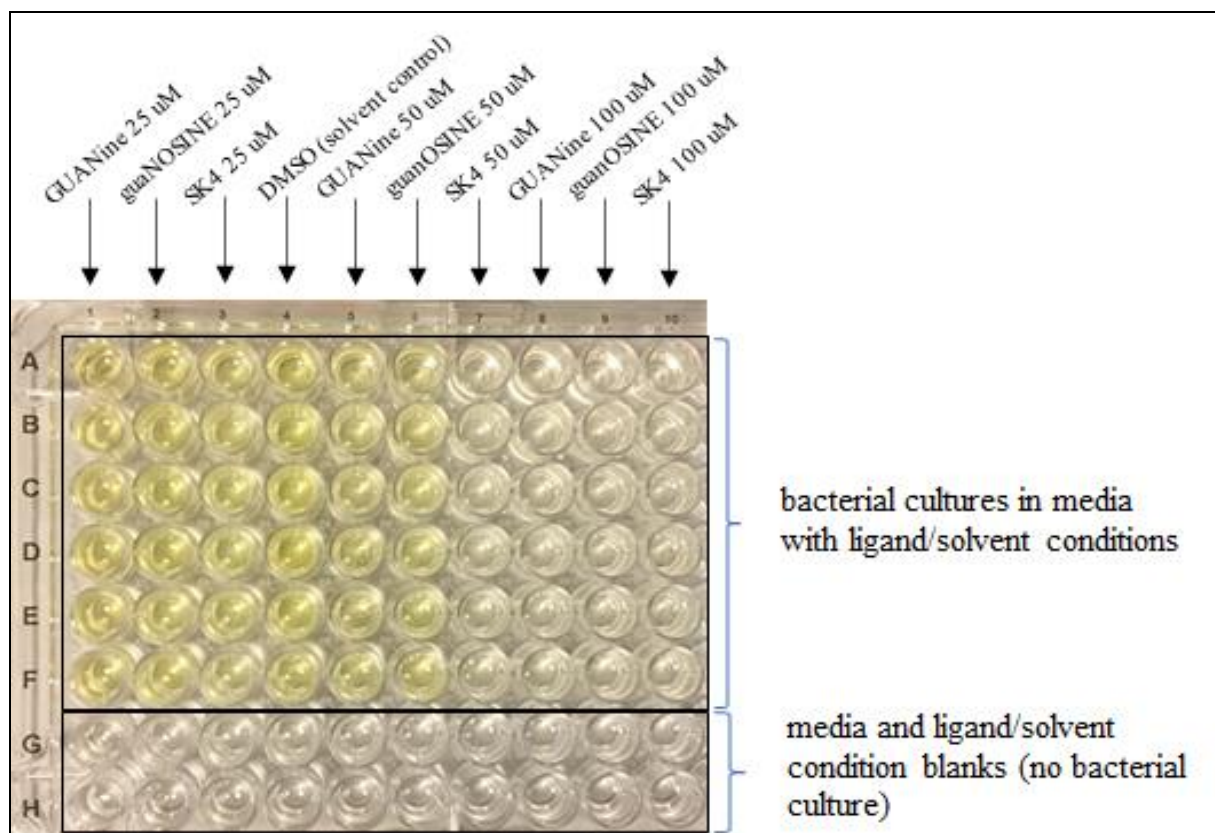 GUANine 25 uM
guaNOSINE 25 uM
SK4 25 uM
DMSO (solvent control)
GUANine 50 uM
guanOSINE 50 uM
SK4 50 uM
GUANine 100 uM
guanOSINE 100 uM
SK4 100 uM
1 2 3 4 5 6 7 8 9 10
A
B
C
D
E
F
G
H
bacterial cultures in media
with ligand/solvent conditions
media and ligand/solvent
condition blanks (no bacterial
culture)